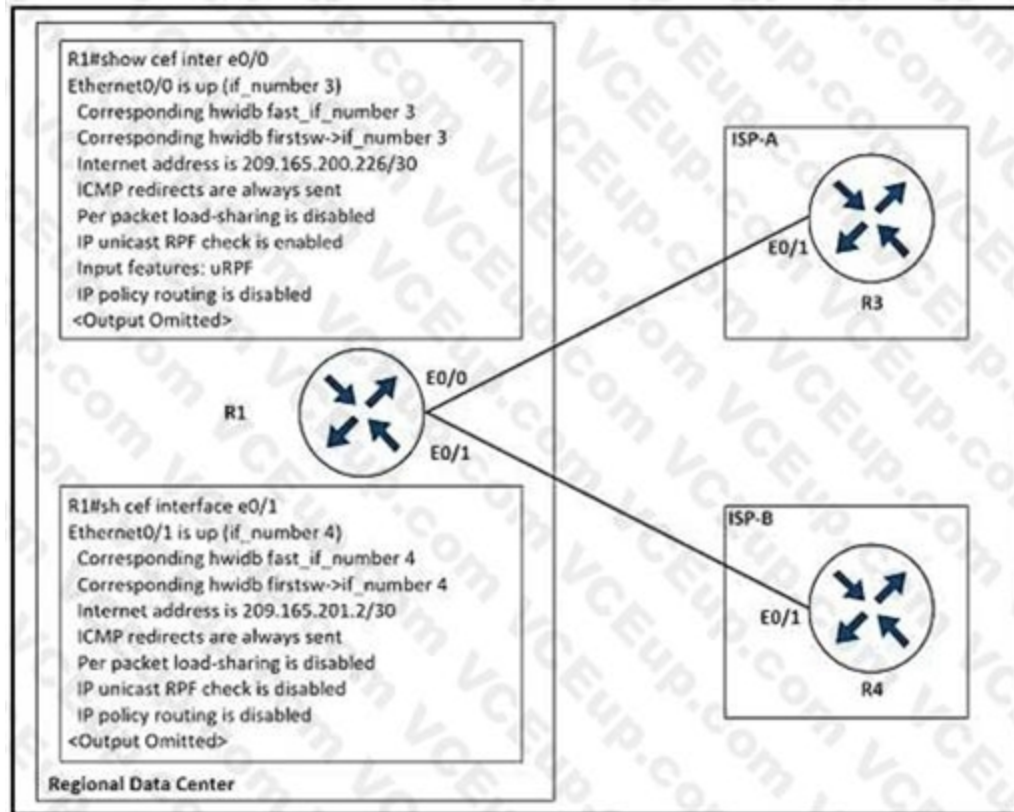 R1#show cef inter e0/0
Ethernet0/0 is up (if_number 3)
Corresponding hwidb fast_if_number 3
Corresponding hwidb firstsw->if_number 3
Internet address is 209.165.200.226/30
ICMP redirects are always sent
Per packet load-sharing is disabled
IP unicast RPF check is enabled
Input features: uRPF
IP policy routing is disabled
<Output Omitted>
ISP-A
E0/1
R3
E0/0
R1
E0/1
R1#sh cef interface e0/1
Ethernet0/1 is up (if_number 4)
Corresponding hwidb fast_if_number 4
Corresponding hwidb firstsw->if_number 4
Internet address is 209.165.201.2/30
ICMP redirects are always sent
Per packet load-sharing is disabled
IP unicast RPF check is disabled
IP policy routing is disabled
<Output Omitted>
ISP-B
E0/1
R4
Regional Data Center
VCEup.com